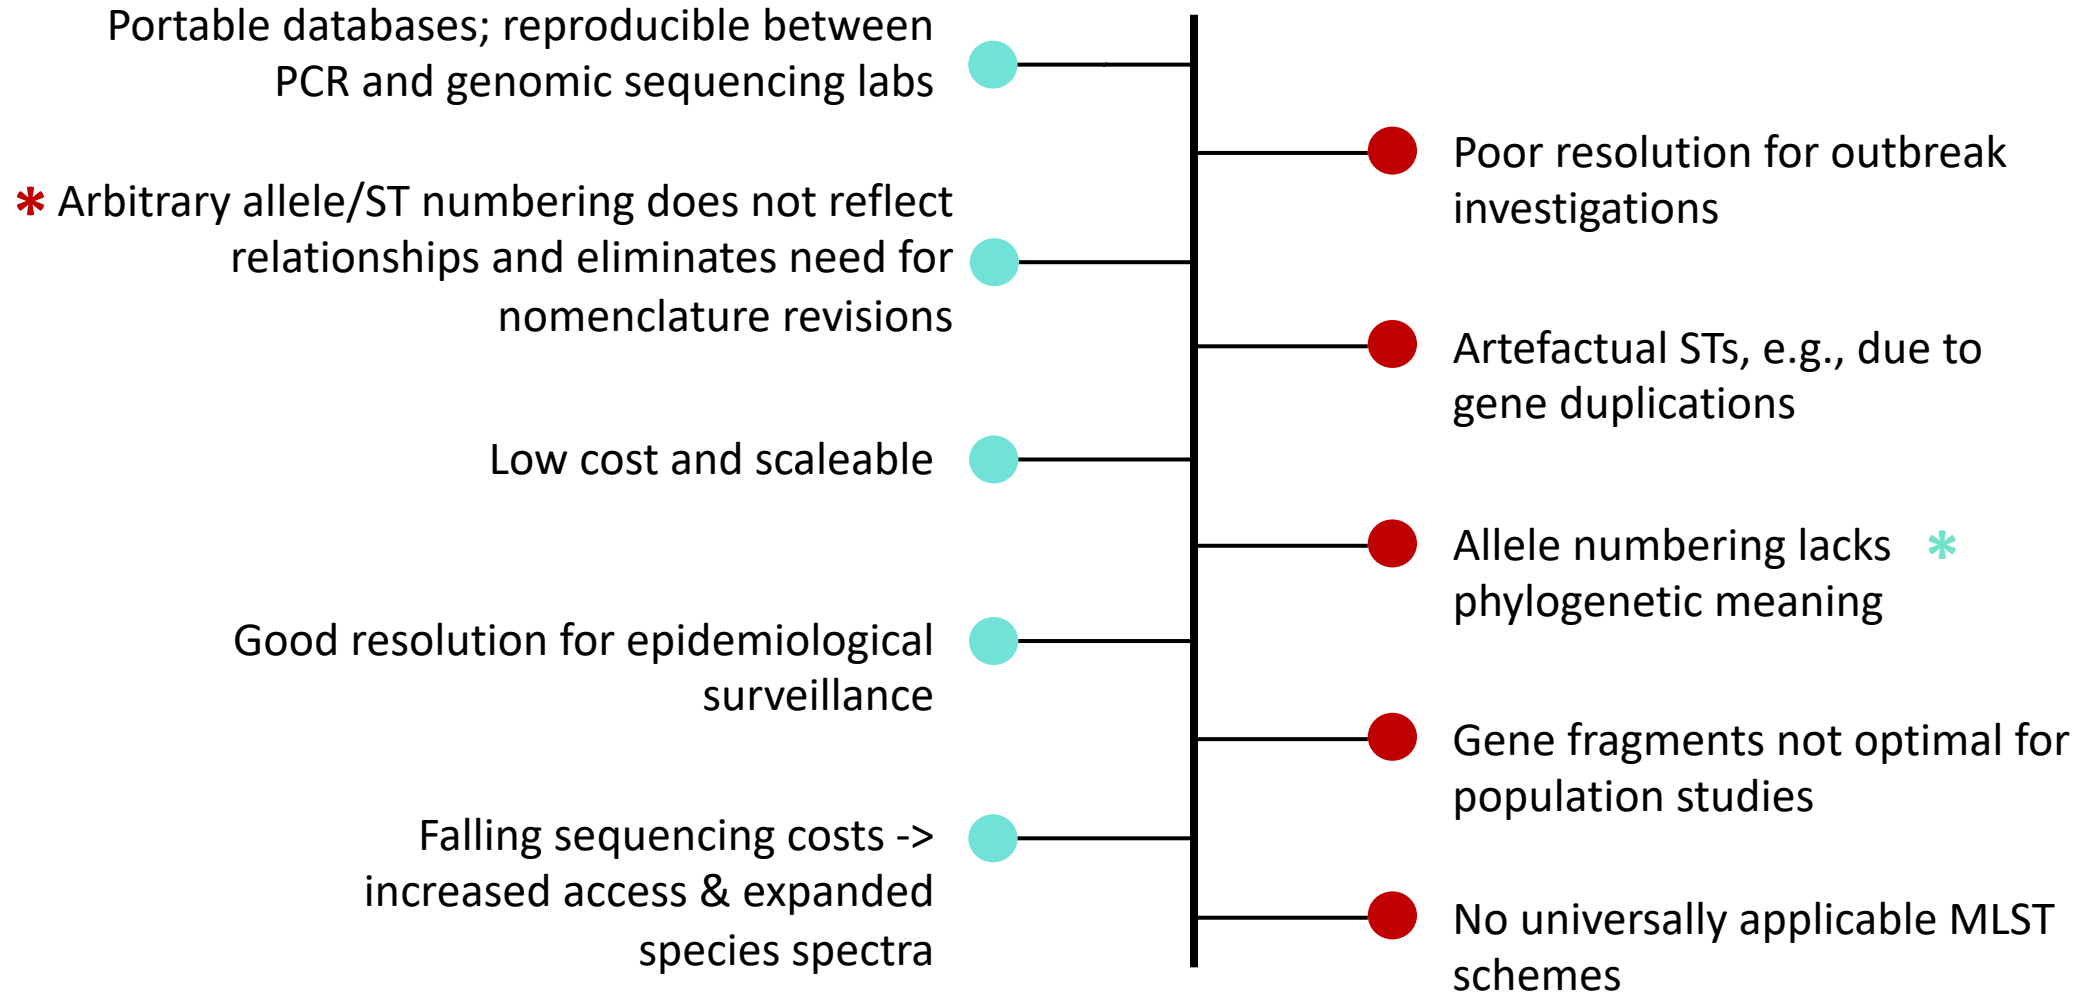 Portable databases; reproducible between
PCR and genomic sequencing labs
* Arbitrary allele/ST numbering does not reflect
relationships and eliminates need for
nomenclature revisions
Low cost and scaleable
Good resolution for epidemiological
surveillance
Falling sequencing costs ->
increased access & expanded
species spectra
Poor resolution for outbreak
investigations
Artefactual STs, e.g., due to
gene duplications
Allele numbering lacks *
phylogenetic meaning
Gene fragments not optimal for
population studies
No universally applicable MLST
schemes